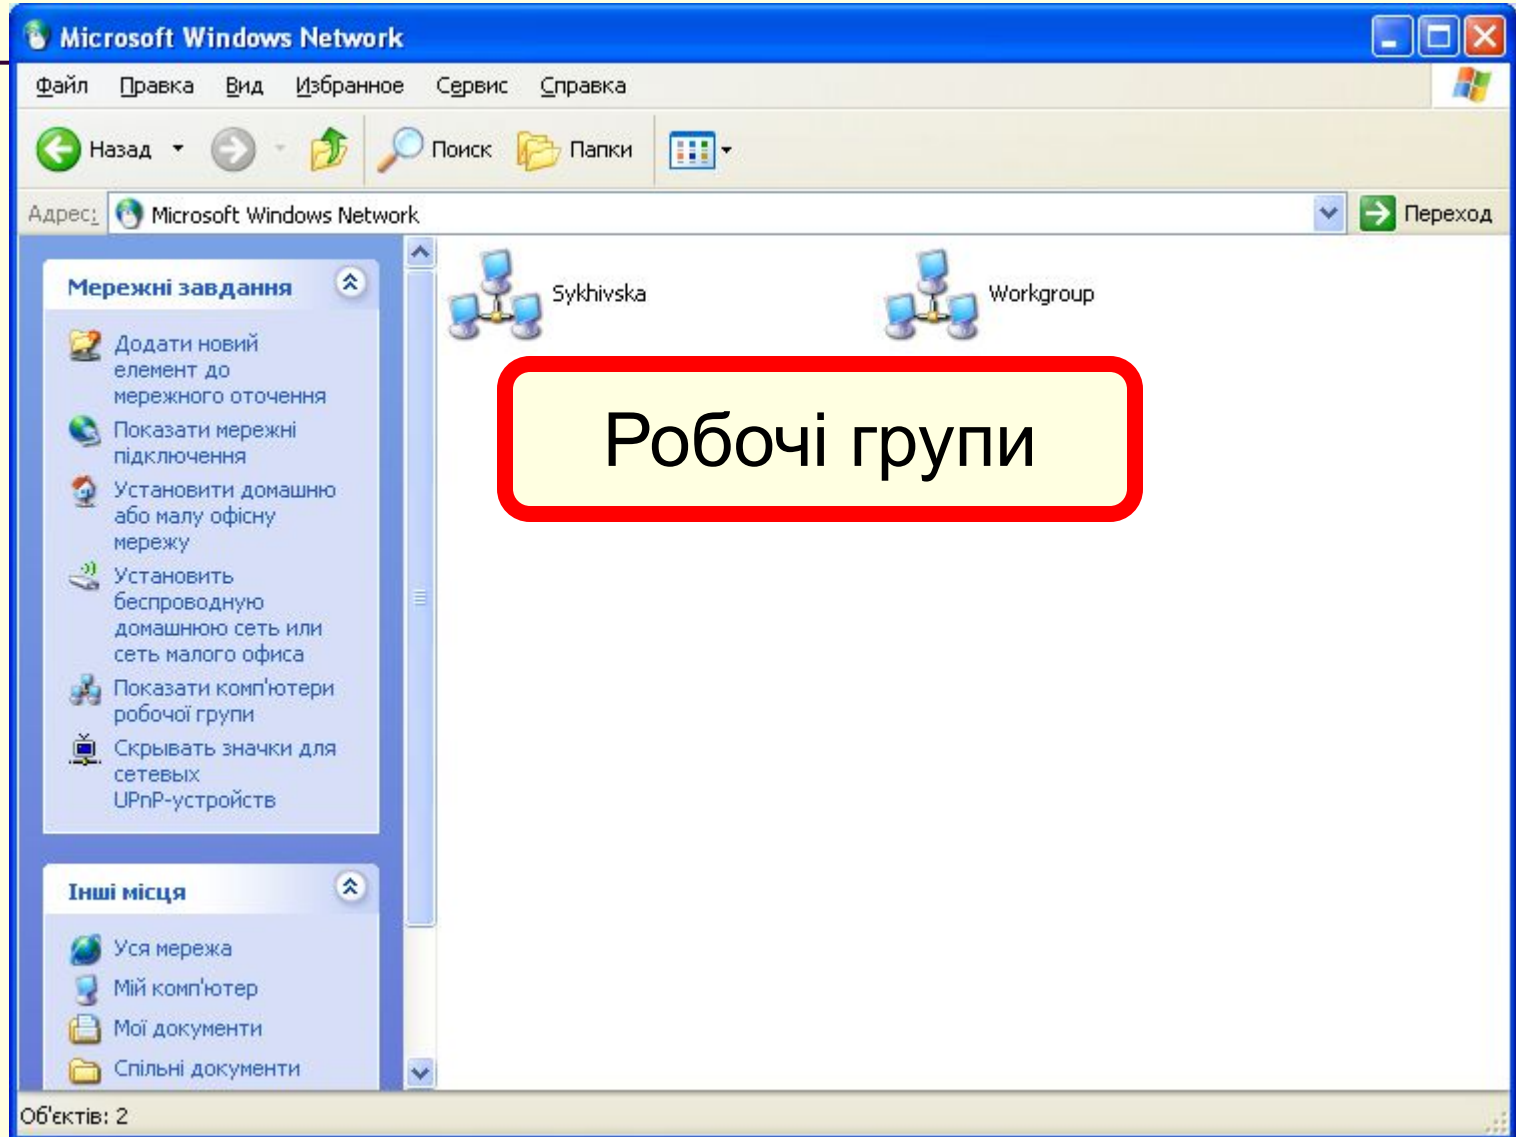 Microsoft Windows Network
Файл Правка Вид Избранное Сервис Справка
Назад Поиск Папки
Адрес: Microsoft Windows Network Переход
Мережні завдання
Додати новий
елемент до
мережного оточення
Показати мережні
підключення
Установити домашню
або малу офісну
мережу
Установить
беспроводную
домашнюю сеть или
сеть малого офиса
Показати комп'ютери
робочої групи
Скрывать значки для
сетевых
UPnP-устройств
Інші місця
Уся мережа
Мій комп'ютер
Мої документи
Спільні документи
Sykhivska Workgroup
Робочі групи
Об'єктів: 2